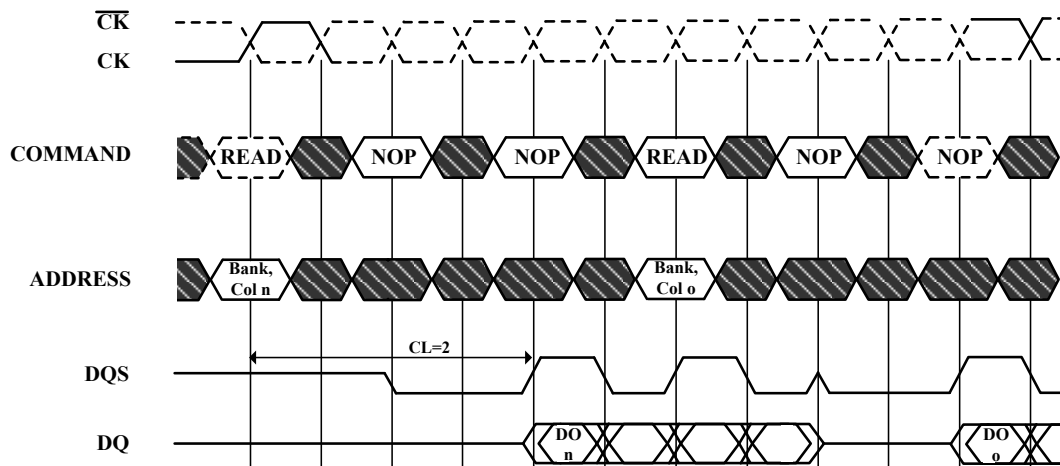 CK
CK
COMMAND READ NOP NOP READ NOP NOP
ADDRESS Bank, Col n Bank, Col o
CL=2
DQS
DQ DO n DO o